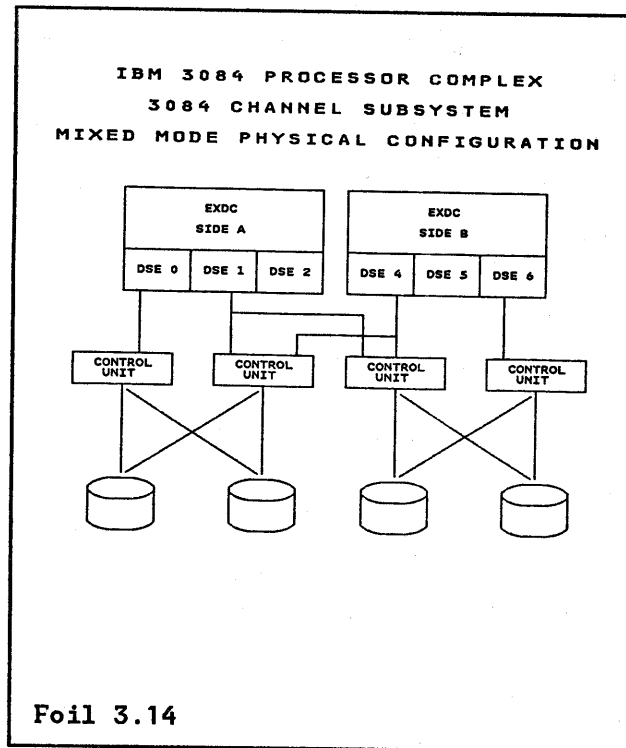 IBM 3084 PROCESSOR COMPLEX
3084 CHANNEL SUBSYSTEM
MIXED MODE PHYSICAL CONFIGURATION
EXDC
SIDE A
DSE 0 DSE 1 DSE 2
EXDC
SIDE B
DSE 4 DSE 5 DSE 6
CONTROL
UNIT
CONTROL
UNIT
CONTROL
UNIT
CONTROL
UNIT
Foil 3.14